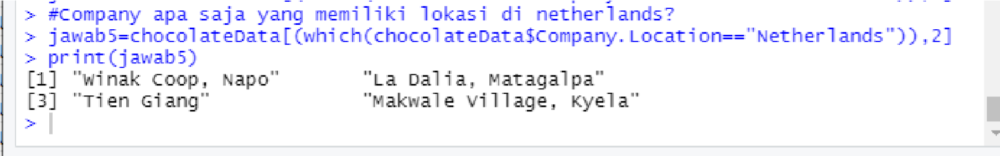 > #Company apa saja yang memiliki lokasi di netherlands?
> jawab5=chocolateData[(which(chocolateData$Company.Location=="Netherlands")),2]
> print(jawab5)
[1] "Winak Coop, Napo" "La Dalia, Matagalpa"
[3] "Tien Giang" "Makwale Village, Kyela"
>